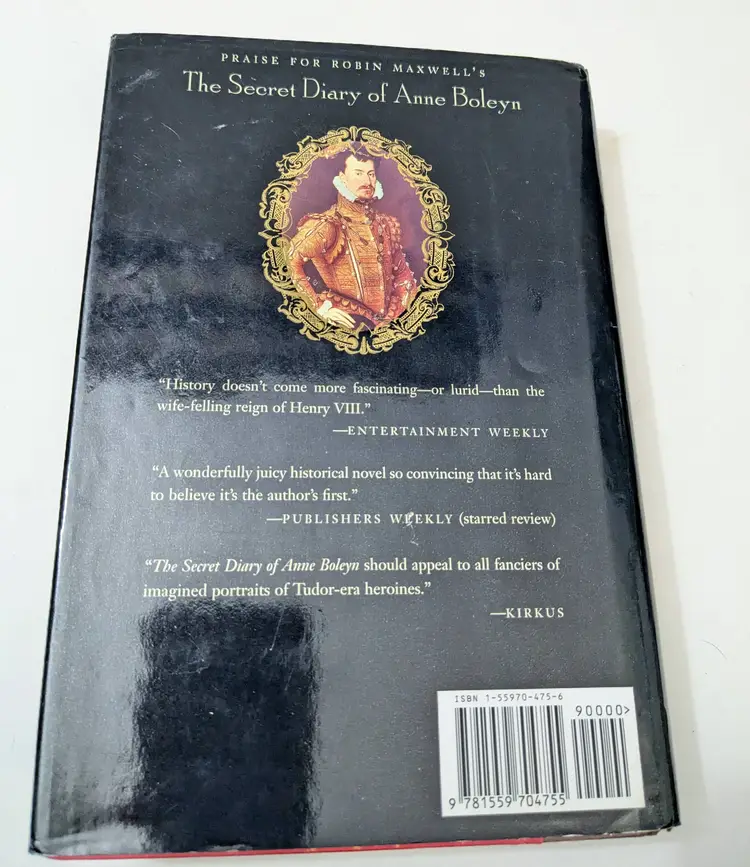 PRAISE FOR ROBIN MAXWELL'S
The Secret Diary of Anne Boleyn
“History doesn't come more fascinating—or lurid—than the
wife-felling reign of Henry VIII.”
—ENTERTAINMENT WEEKLY
“A wonderfully juicy historical novel so convincing that it's hard
to believe it's the author's first.”
—PUBLISHERS WEEKLY (starred review)
“The Secret Diary of Anne Boleyn should appeal to all fanciers of
imagined portraits of Tudor-era heroines.”
—KIRKUS
ISBN 1-55970-475-6
90000>
9 781559 704755